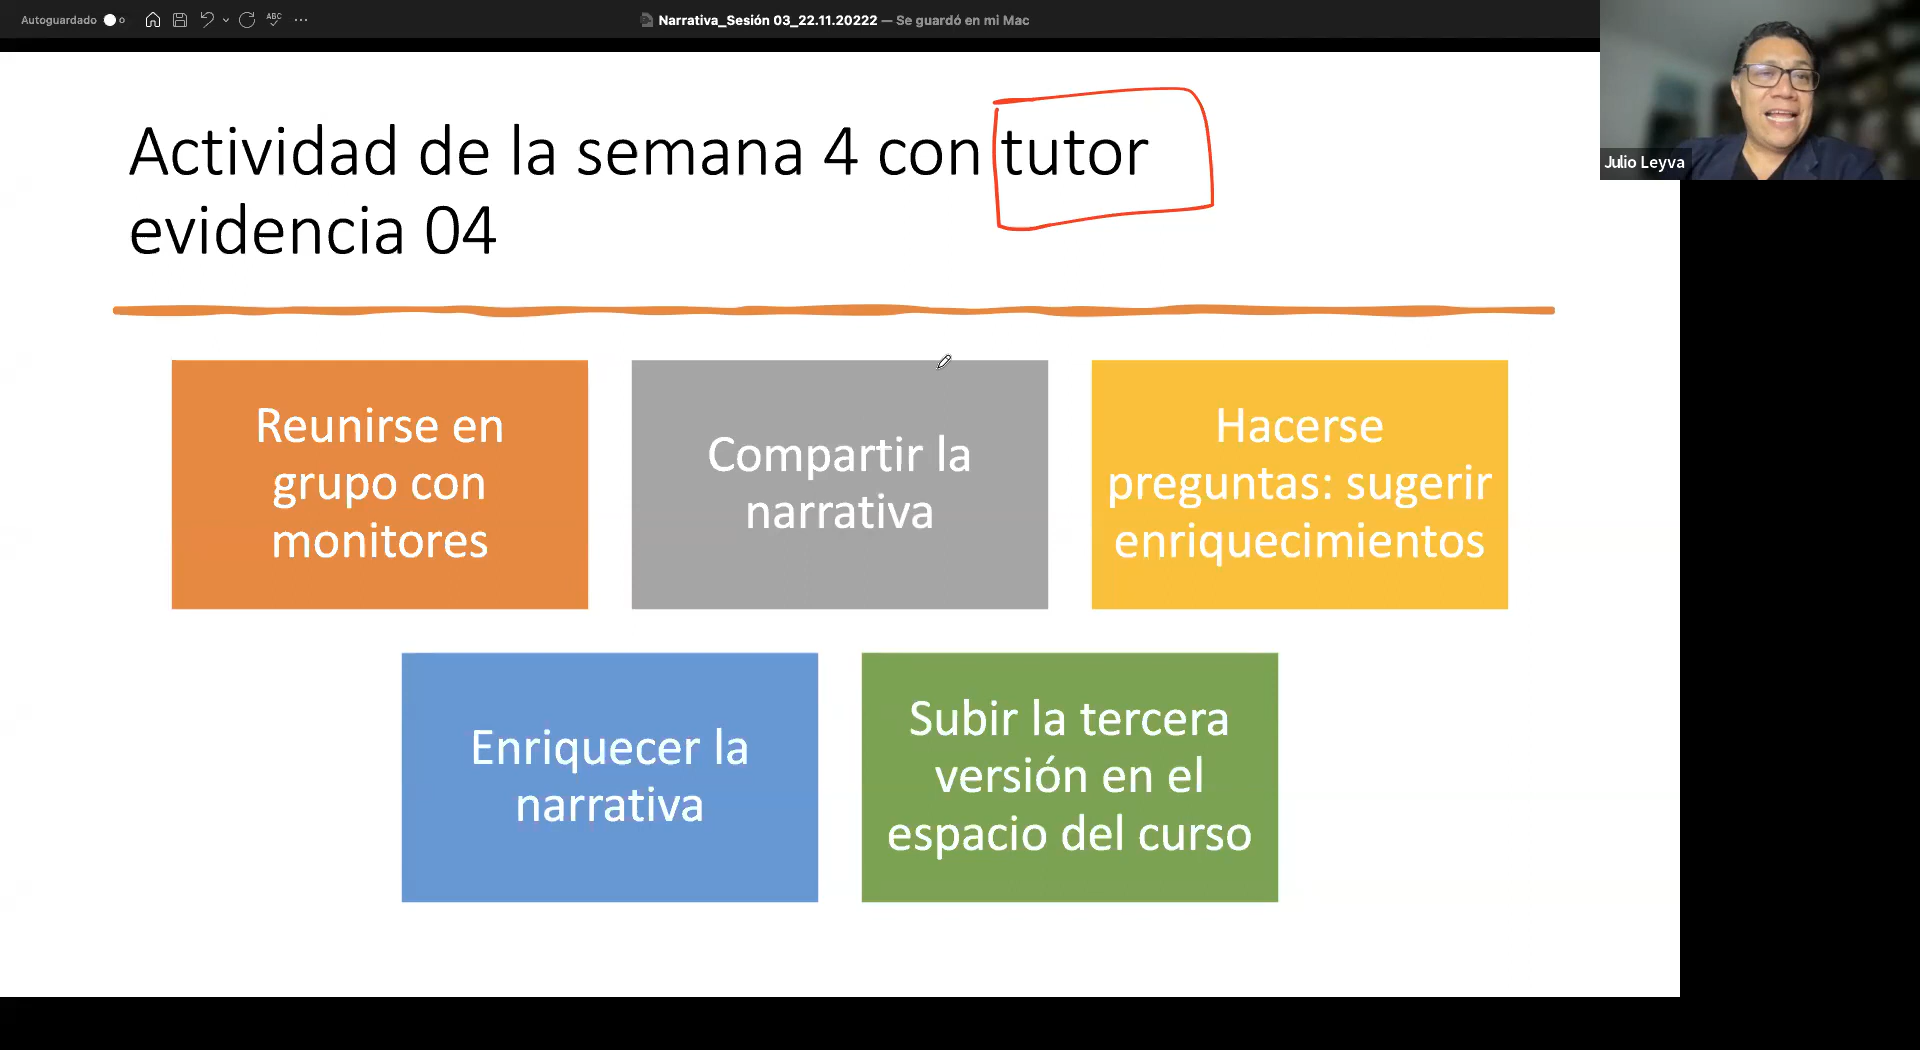 Autoguardado
ABC
Narrativa_Sesión 03_22.11.20222 — Se guardó en mi Mac
Julio Leyva
Actividad de la semana 4 con tutor
evidencia 04
Reunirse en
grupo con
monitores
Compartir la
narrativa
Hacerse
preguntas: sugerir
enriquecimientos
Enriquecer la
narrativa
Subir la tercera
versión en el
espacio del curso